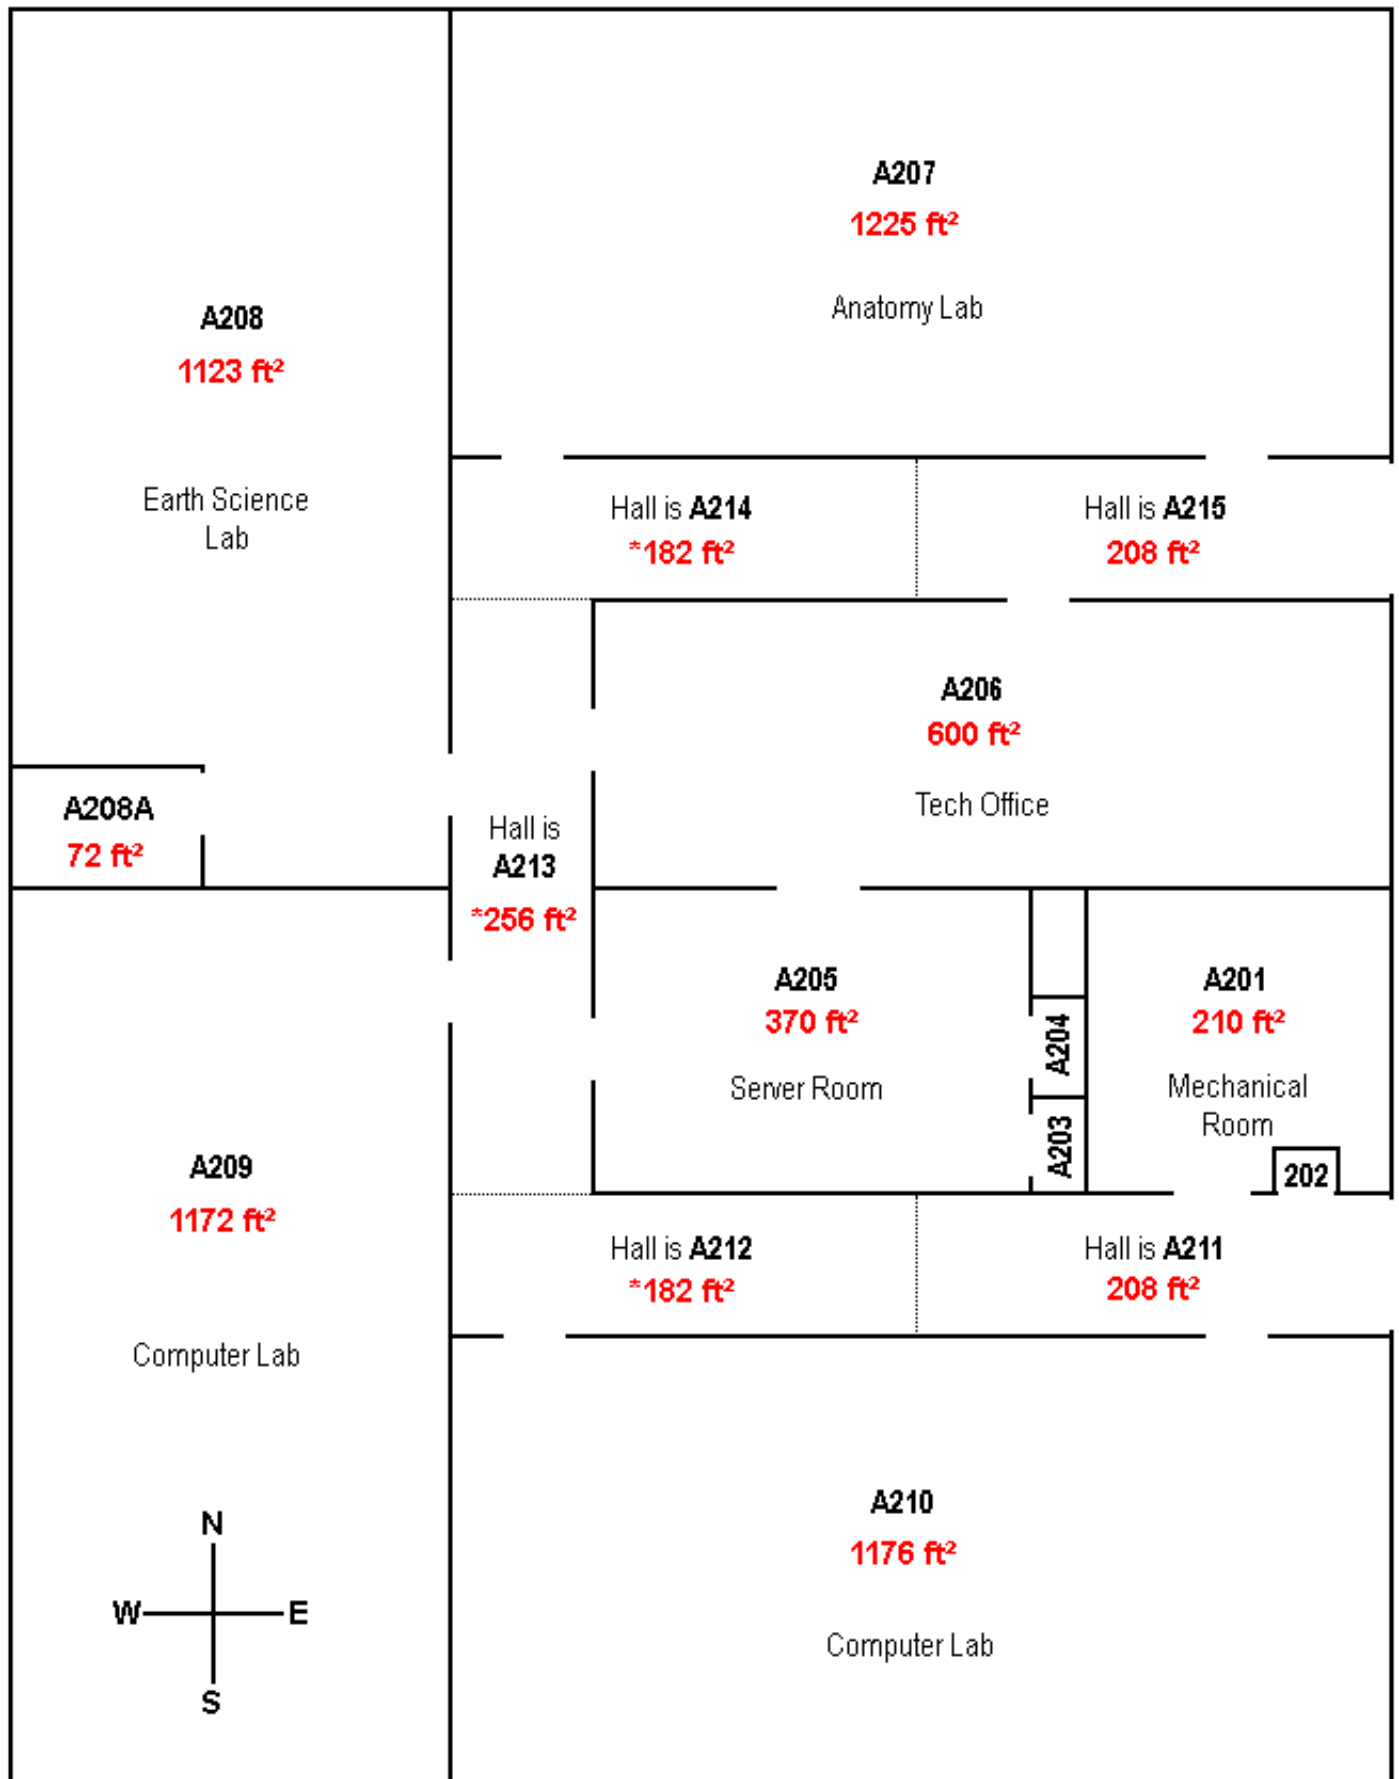 A207
1225 ft²
Anatomy Lab
A208
1123 ft²
Earth Science
Lab
Hall is A214
*182 ft²
Hall is A215
208 ft²
A206
600 ft²
Tech Office
A208A
72 ft²
Hall is
A213
*256 ft²
A205
370 ft²
Server Room
A204
A203
A201
210 ft²
Mechanical
Room
202
A209
1172 ft²
Computer Lab
Hall is A212
*182 ft²
Hall is A211
208 ft²
A210
1176 ft²
Computer Lab
N
W
E
S